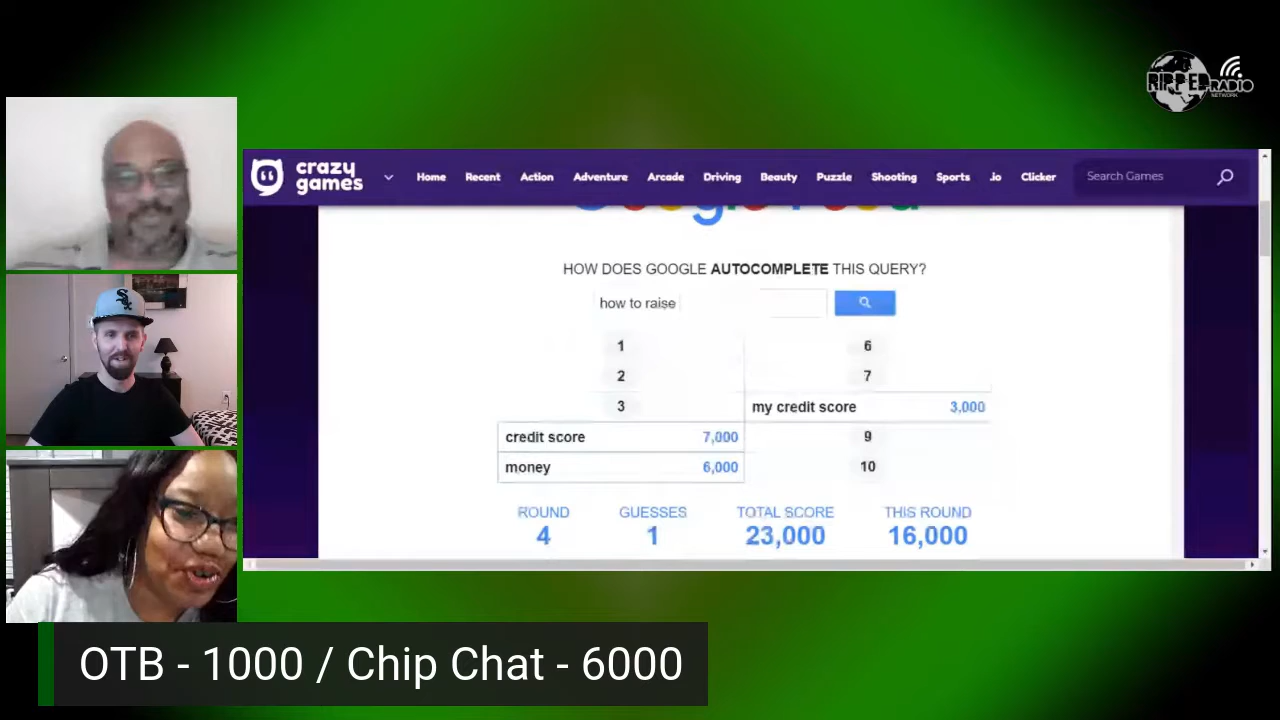 RIPPED RADIO
NETWORK
crazy games
Home Recent Action Adventure Arcade Driving Beauty Puzzle Shooting Sports .io Clicker Search Games
HOW DOES GOOGLE AUTOCOMPLETE THIS QUERY?
how to raise
1 6
2 7
3 my credit score 3,000
credit score 7,000 9
money 6,000 10
ROUND GUESSES TOTAL SCORE THIS ROUND
4 1 23,000 16,000
OTB - 1000 / Chip Chat - 6000